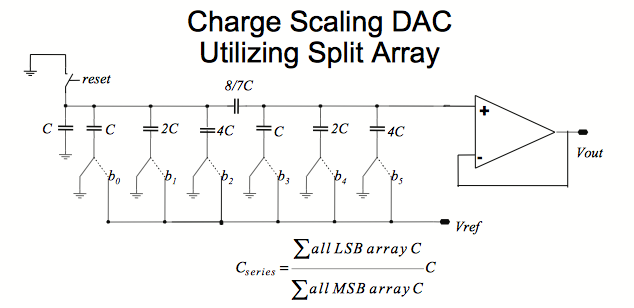 Charge Scaling DAC
Utilizing Split Array
reset
8/7C
C
C
2C
4C
C
2C
4C
+
-
Vout
b0
b1
b2
b3
b4
b5
Vref
Cseries = ∑all LSB array C / ∑all MSB array C C